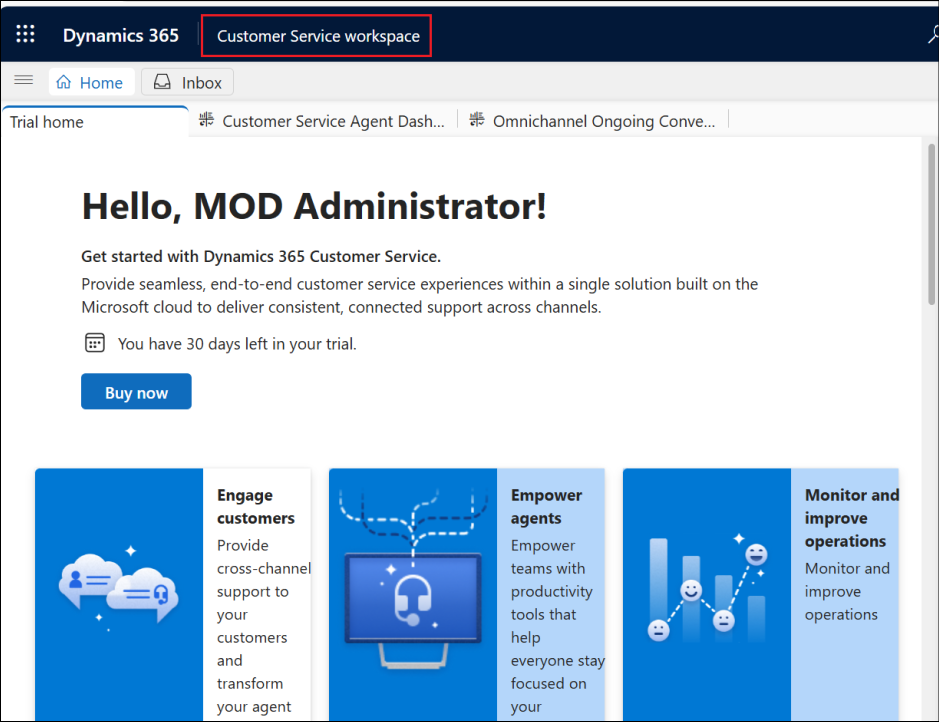 Dynamics 365 Customer Service workspace
Home Inbox
Trial home Customer Service Agent Dash... Omnichannel Ongoing Conve...
Hello, MOD Administrator!
Get started with Dynamics 365 Customer Service.
Provide seamless, end-to-end customer service experiences within a single solution built on the
Microsoft cloud to deliver consistent, connected support across channels.
You have 30 days left in your trial.
Buy now
Engage
customers
Provide
cross-channel
support to
your
customers
and
transform
your agent
Empower
agents
Empower
teams with
productivity
tools that
help
everyone stay
focused on
your
Monitor and
improve
operations
Monitor and
improve
operations